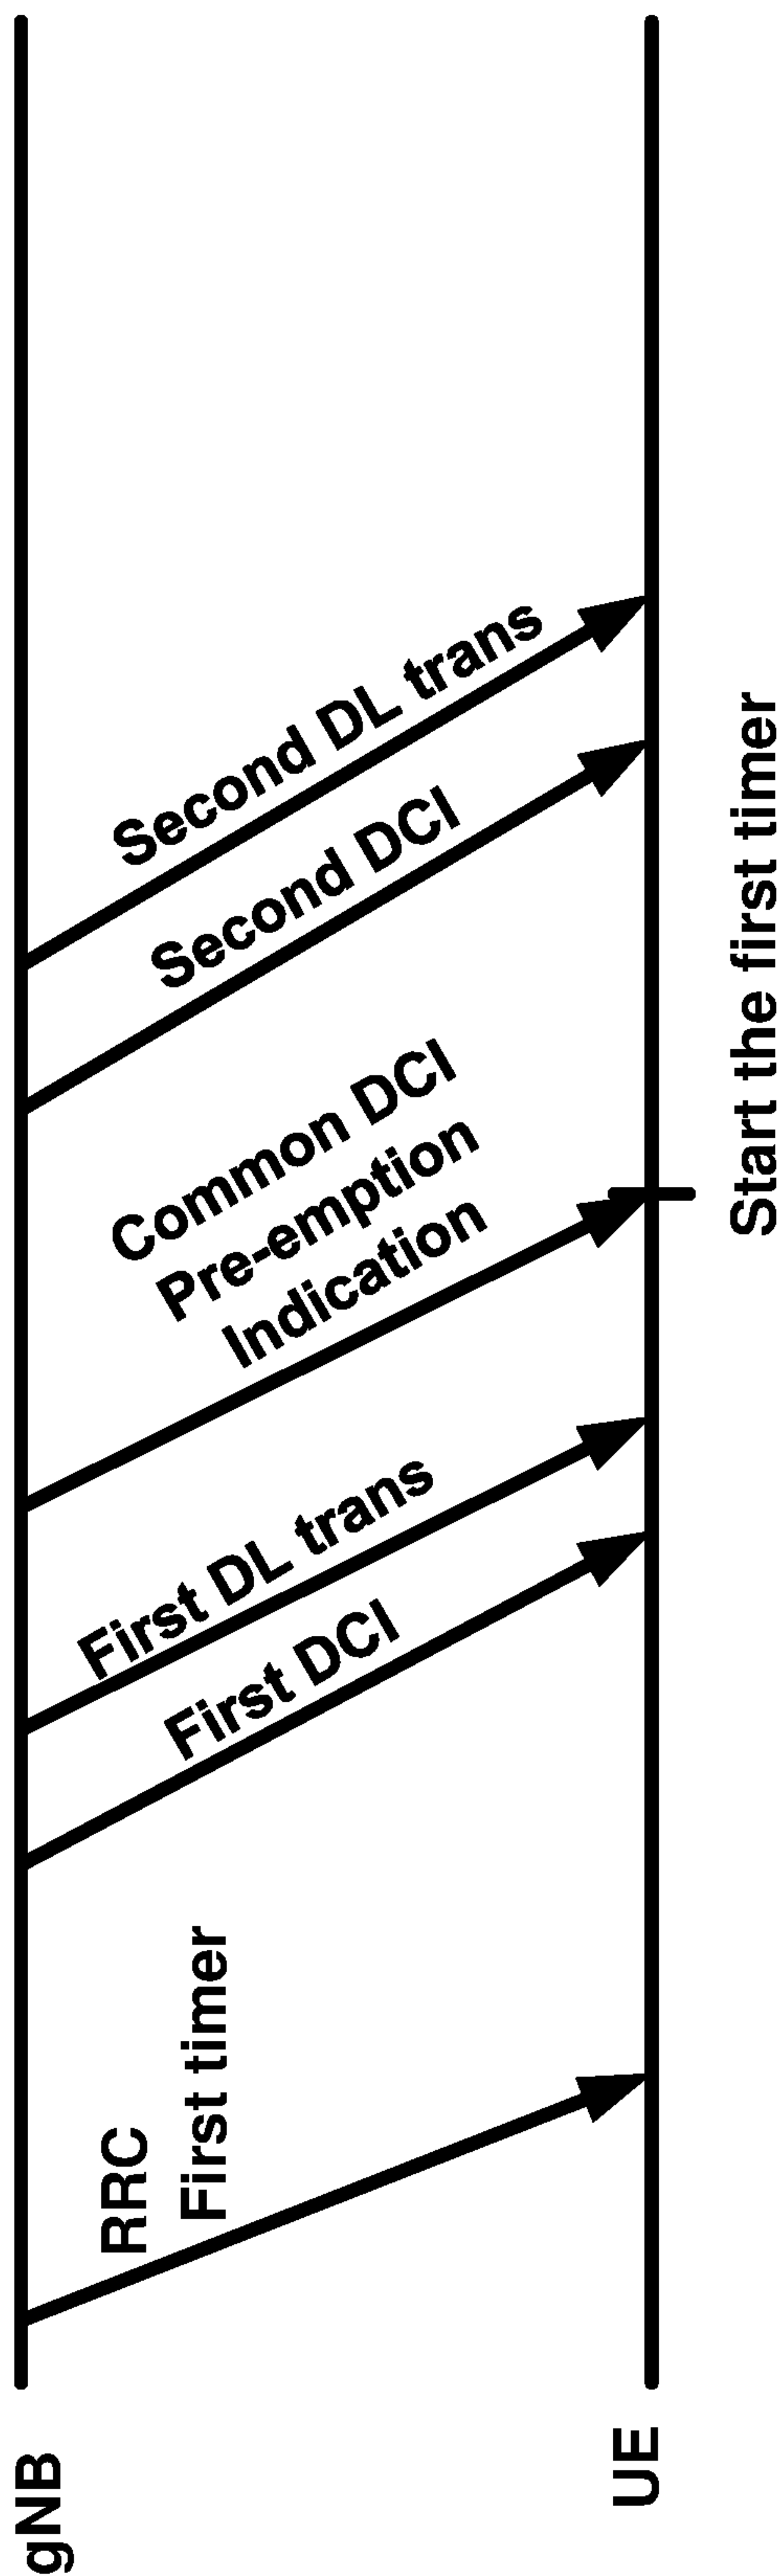 gNB
RRC
First timer
First DCI
First DL trans
Common DCI
Pre-emption
Indication
Second DCI
Second DL trans
UE
Start the first timer